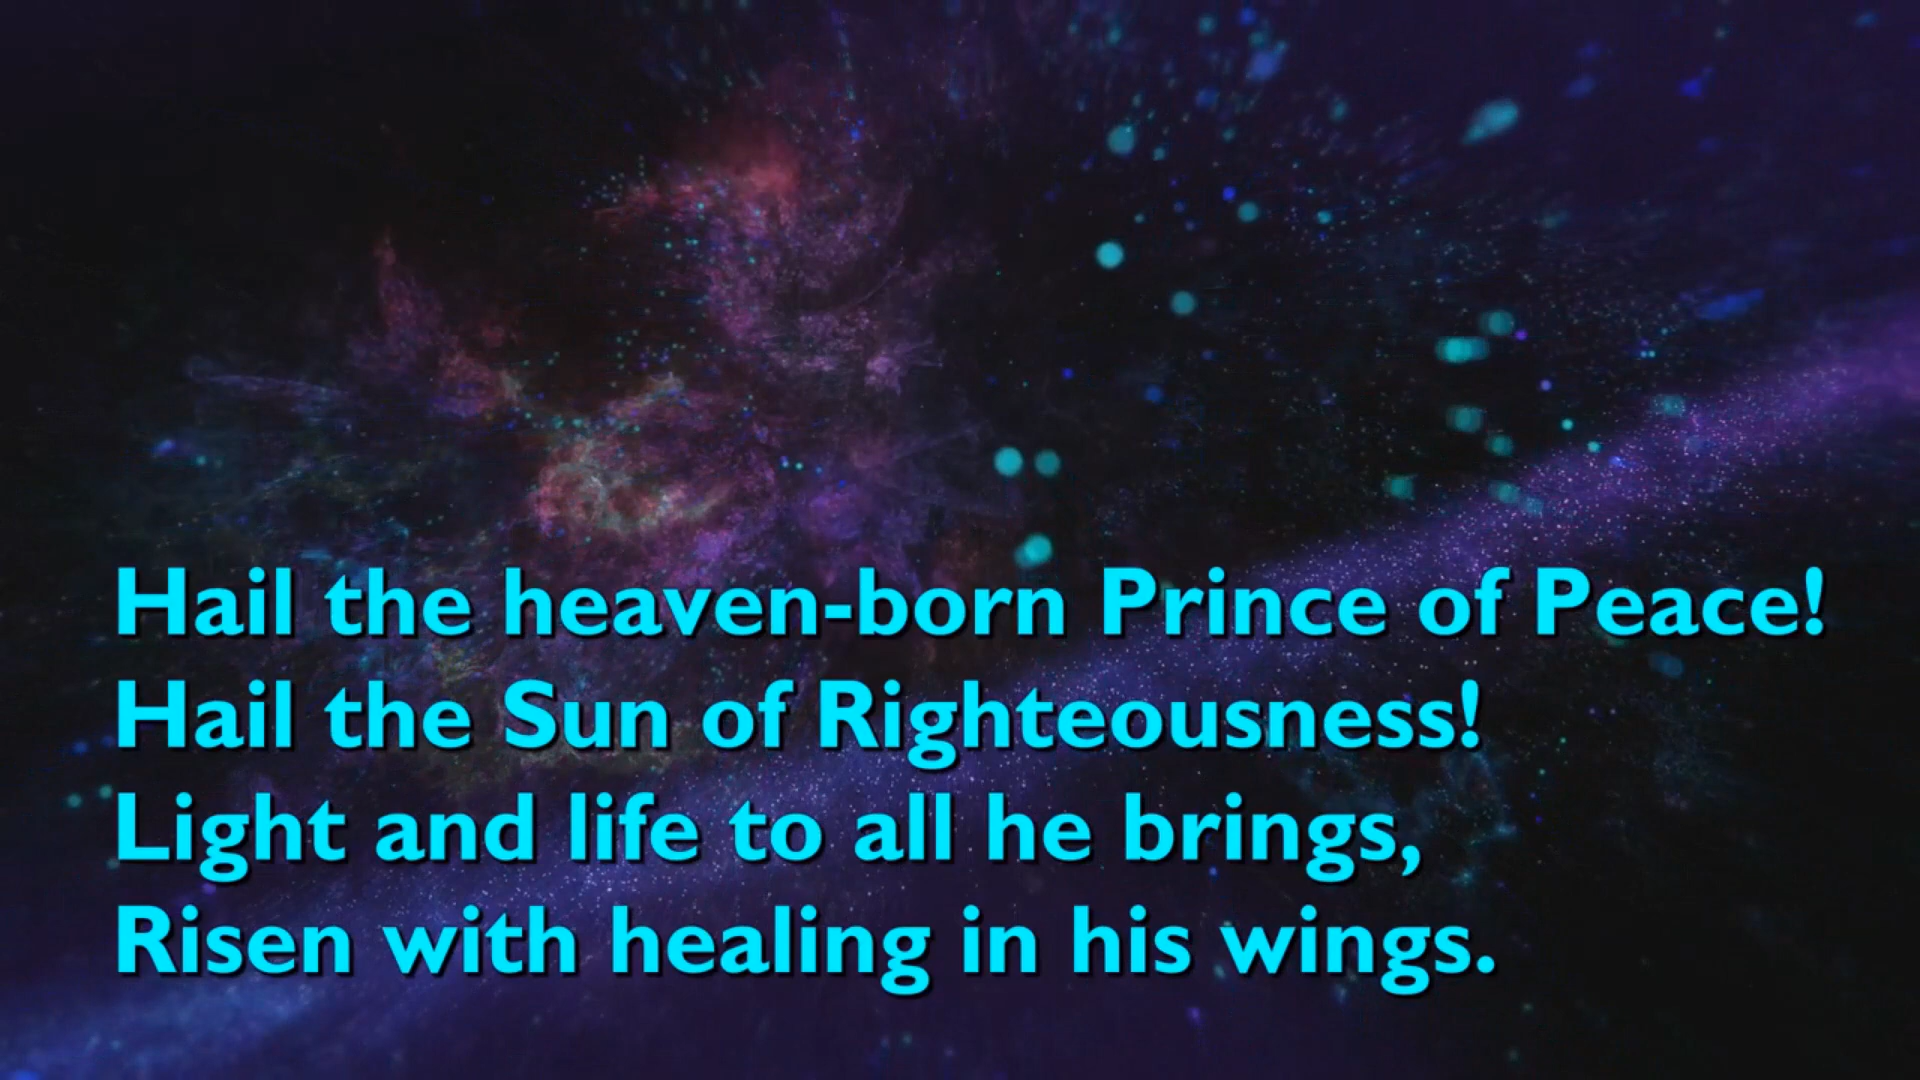 Hail the heaven-born Prince of Peace!
Hail the Sun of Righteousness!
Light and life to all he brings,
Risen with healing in his wings.